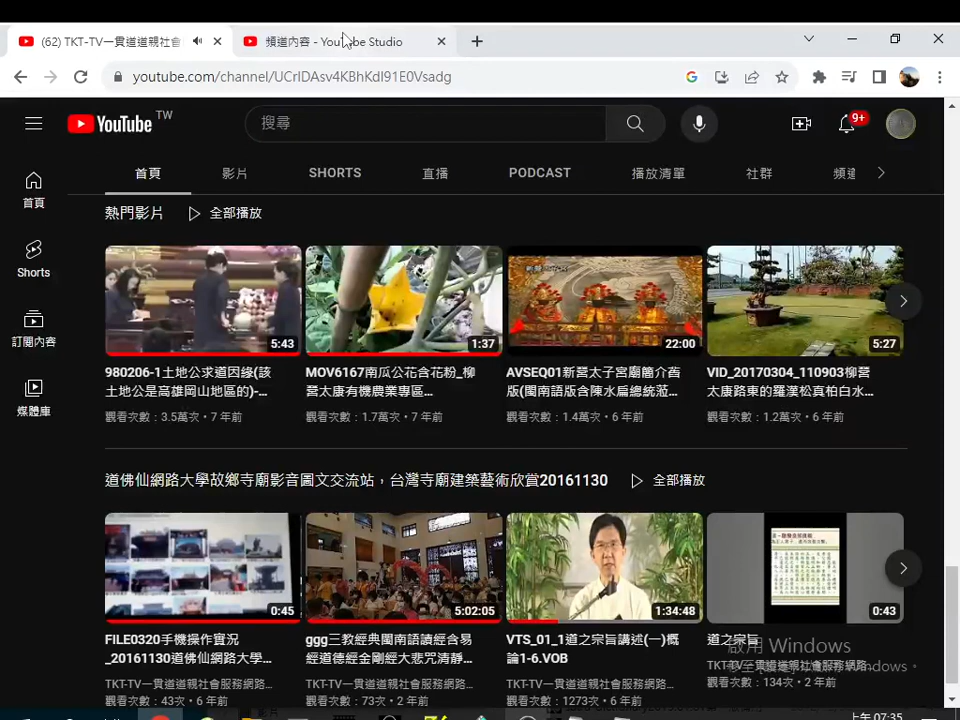 (62) TKT-TV一貫道道親社會
頻道內容 - YouTube Studio
youtube.com/channel/UCrIDAsv4KBhKdI91E0Vsadg
YouTube TW
搜尋
9+
首頁
影片
SHORTS
直播
PODCAST
播放清單
社群
頻道
首頁
Shorts
訂閱內容
媒體庫
熱門影片
全部播放
5:43
1:37
22:00
5:27
980206-1土地公求道因緣(該
土地公是高雄岡山地區的)-...
觀看次數：3.5萬次・7 年前
MOV6167南瓜公花含花粉_柳
營太康有機農業專區...
觀看次數：1.7萬次・7 年前
AVSEQ01新營太子宮廟簡介舊
版(閩南語版含陳水扁總統蒞...
觀看次數：1.4萬次・6 年前
VID_20170304_110903柳營
太康路東的羅漢松真柏白水...
觀看次數：1.2萬次・6 年前
道佛仙網路大學故鄉寺廟影音圖文交流站，台灣寺廟建築藝術欣賞20161130
全部播放
0:45
5:02:05
1:34:48
0:43
FILE0320手機操作實況
_20161130道佛仙網路大學...
TKT-TV一貫道道親社會服務網路...
觀看次數：43次・6 年前
ggg三教經典閩南語讀經含易
經道德經金剛經大悲咒清靜...
TKT-TV一貫道道親社會服務網路...
觀看次數：73次・2 年前
VTS_01_1道之宗旨講述(一)概
論1-6.VOB
TKT-TV一貫道道親社會服務網路...
觀看次數：1273次・6 年前
道之宗旨
TKT-TV一貫道道親社會服務網路...
觀看次數：134次・2 年前
啟用 Windows
上午 07:35